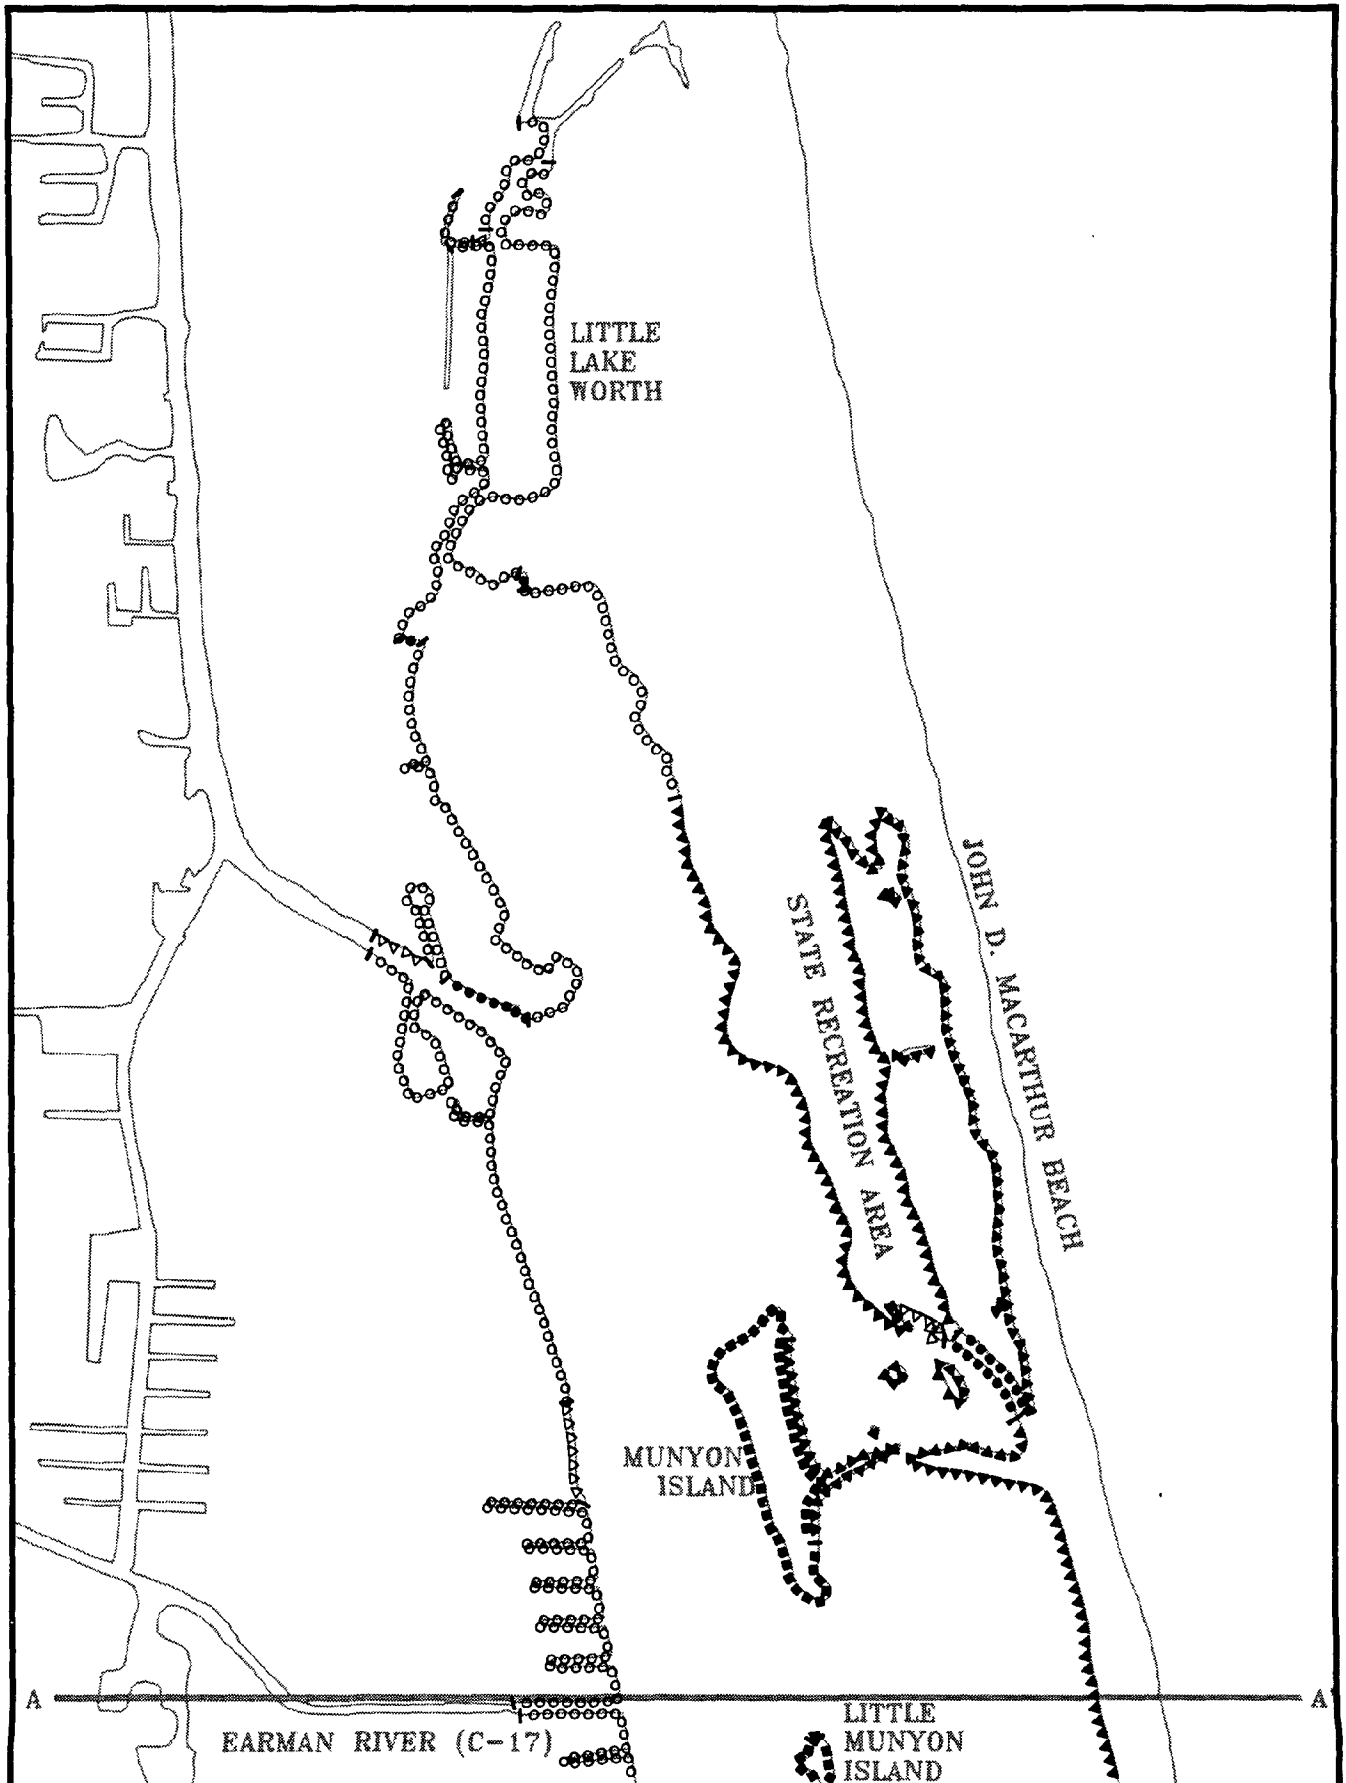 LITTLE
LAKE
WORTH
JOHN D. MACARTHUR BEACH
STATE RECREATION AREA
MUNYON
ISLAND
A
A'
EARMAN RIVER (C-17)
LITTLE
MUNYON
ISLAND